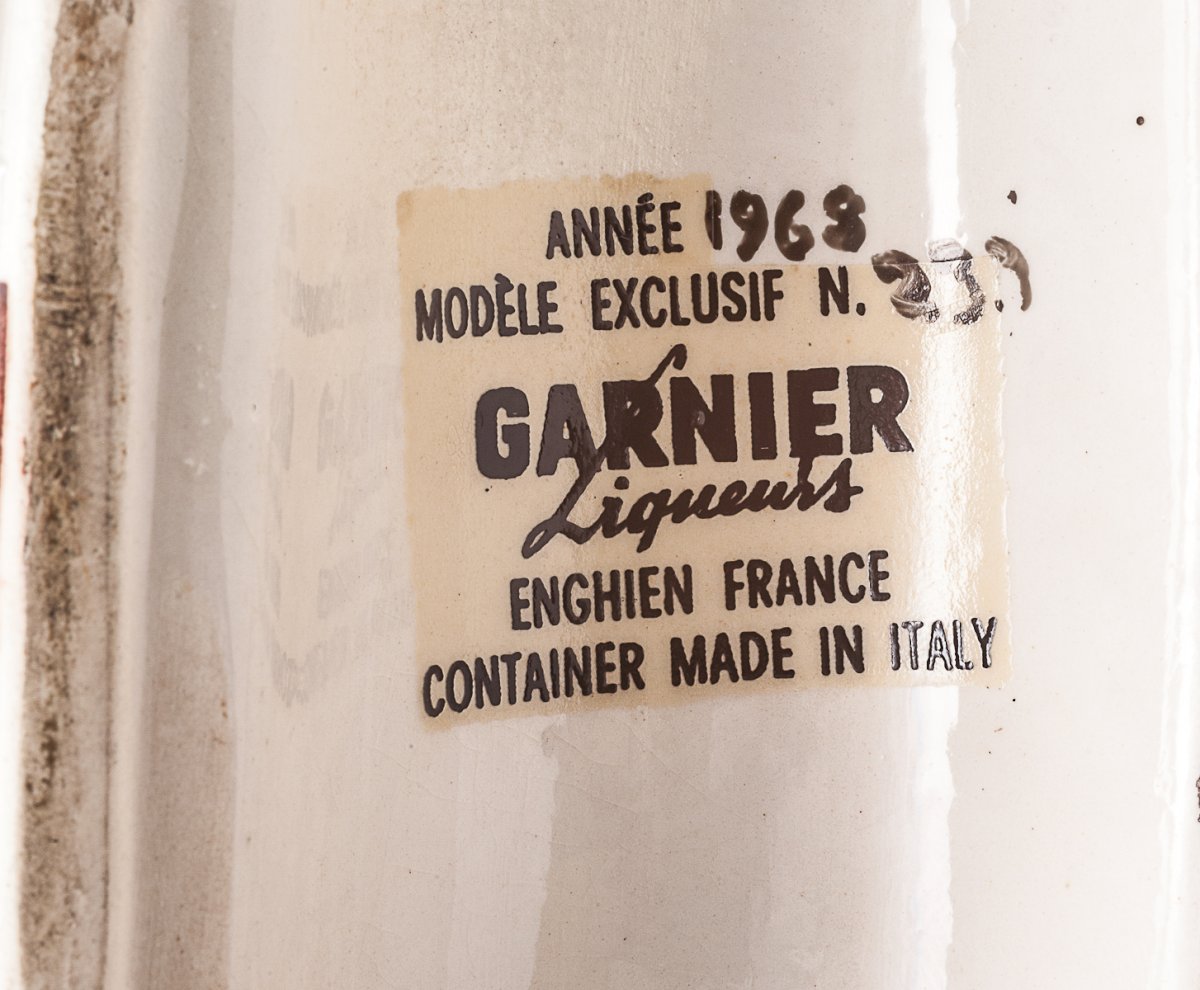 ANNÉE 1968
MODÈLE EXCLUSIF N.
GARNIER
Liqueurs
ENGHIEN FRANCE
CONTAINER MADE IN ITALY